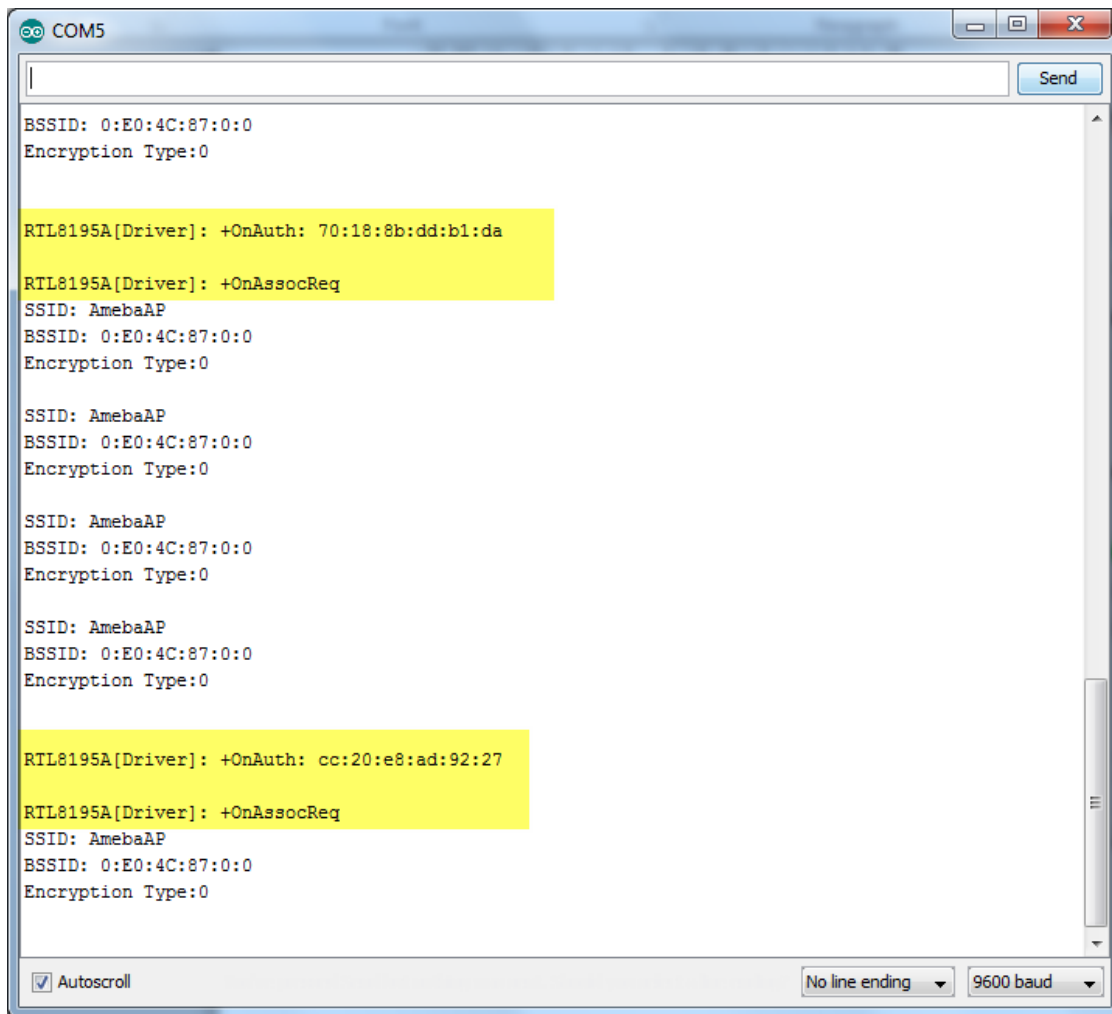 COM5
Send
BSSID: 0:E0:4C:87:0:0
Encryption Type:0
RTL8195A[Driver]: +OnAuth: 70:18:8b:dd:b1:da
RTL8195A[Driver]: +OnAssocReq
SSID: AmebaAP
BSSID: 0:E0:4C:87:0:0
Encryption Type:0
SSID: AmebaAP
BSSID: 0:E0:4C:87:0:0
Encryption Type:0
SSID: AmebaAP
BSSID: 0:E0:4C:87:0:0
Encryption Type:0
SSID: AmebaAP
BSSID: 0:E0:4C:87:0:0
Encryption Type:0
RTL8195A[Driver]: +OnAuth: cc:20:e8:ad:92:27
RTL8195A[Driver]: +OnAssocReq
SSID: AmebaAP
BSSID: 0:E0:4C:87:0:0
Encryption Type:0
Autoscroll
No line ending
9600 baud